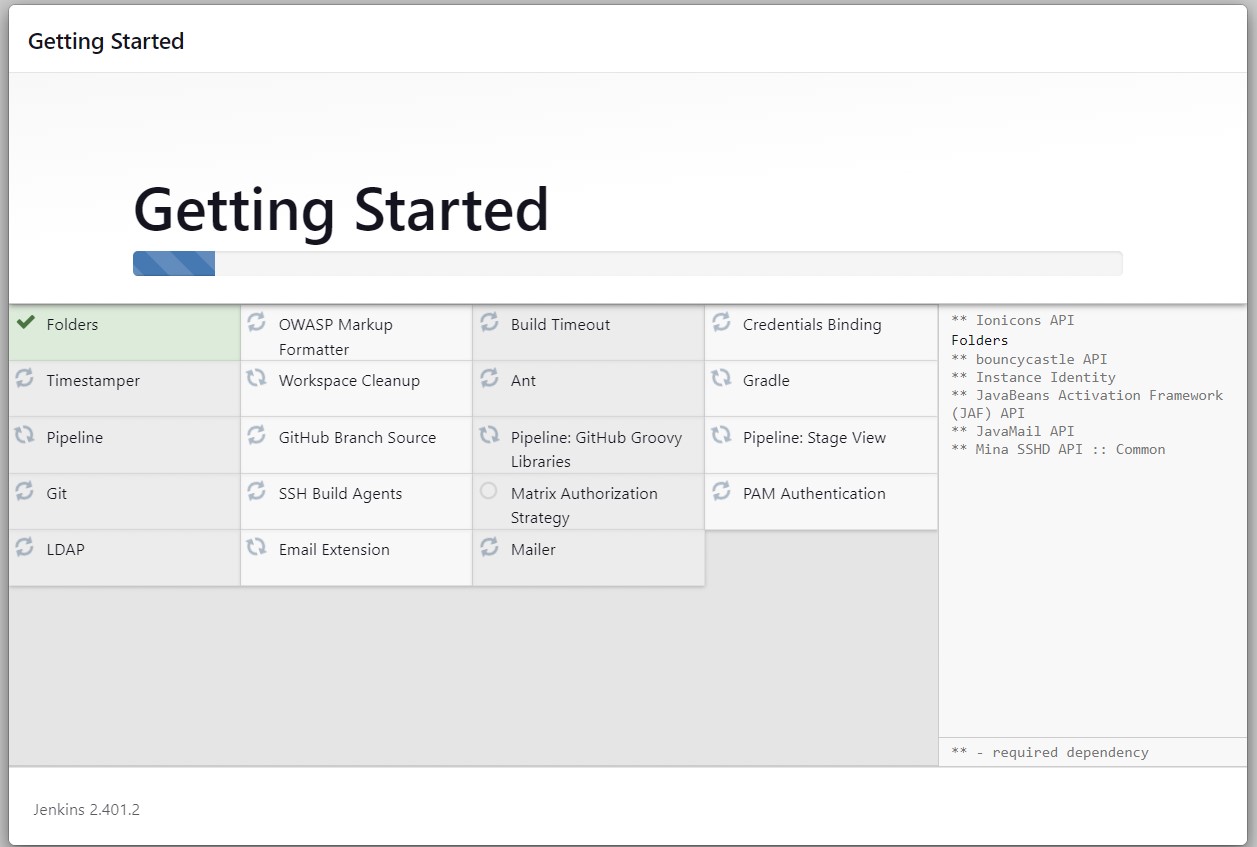 Getting Started
Getting Started
Folders
OWASP Markup
Formatter
Build Timeout
Credentials Binding
Timestamper
Workspace Cleanup
Ant
Gradle
Pipeline
GitHub Branch Source
Pipeline: GitHub Groovy
Libraries
Pipeline: Stage View
Git
SSH Build Agents
Matrix Authorization
Strategy
PAM Authentication
LDAP
Email Extension
Mailer
** Ionicons API
Folders
** bouncycastle API
** Instance Identity
** JavaBeans Activation Framework
(JAF) API
** JavaMail API
** Mina SSHD API :: Common
** - required dependency
Jenkins 2.401.2